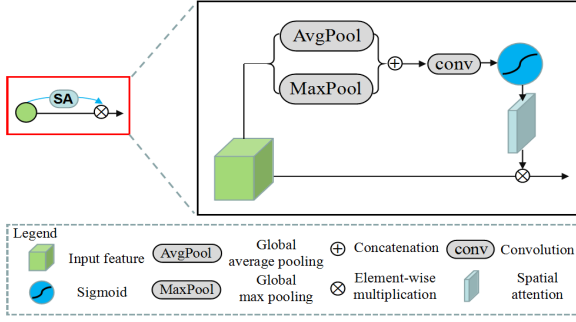 AvgPool
MaxPool
conv
SA
Legend
Input feature
AvgPool
Global
average pooling
Concatenation
conv
Convolution
Sigmoid
MaxPool
Global
max pooling
Element-wise
multiplication
Spatial
attention